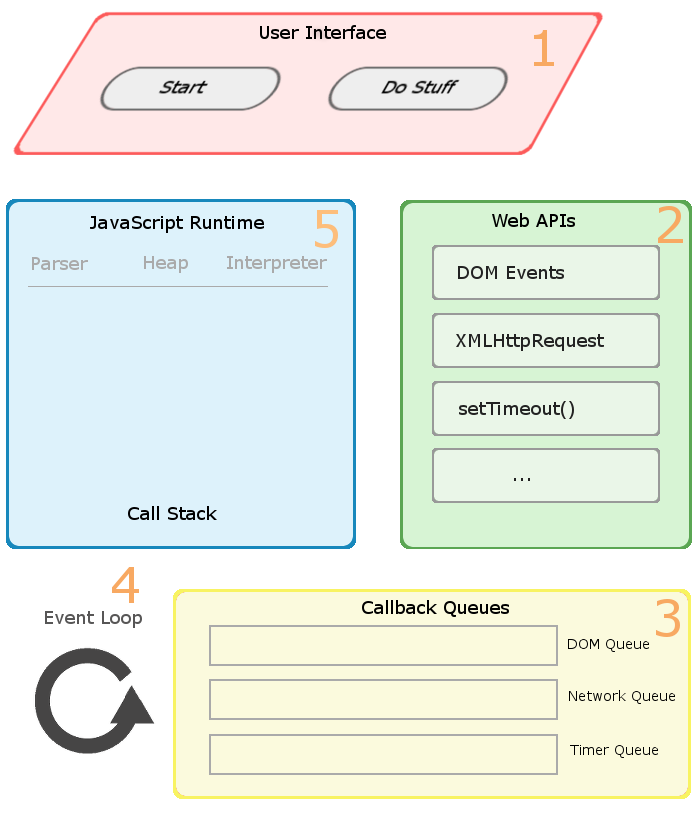 User Interface
1
Start
Do Stuff
JavaScript Runtime
5
Parser
Heap
Interpreter
Call Stack
Web APIs
2
DOM Events
XMLHttpRequest
setTimeout()
...
4
Event Loop
Callback Queues
3
DOM Queue
Network Queue
Timer Queue